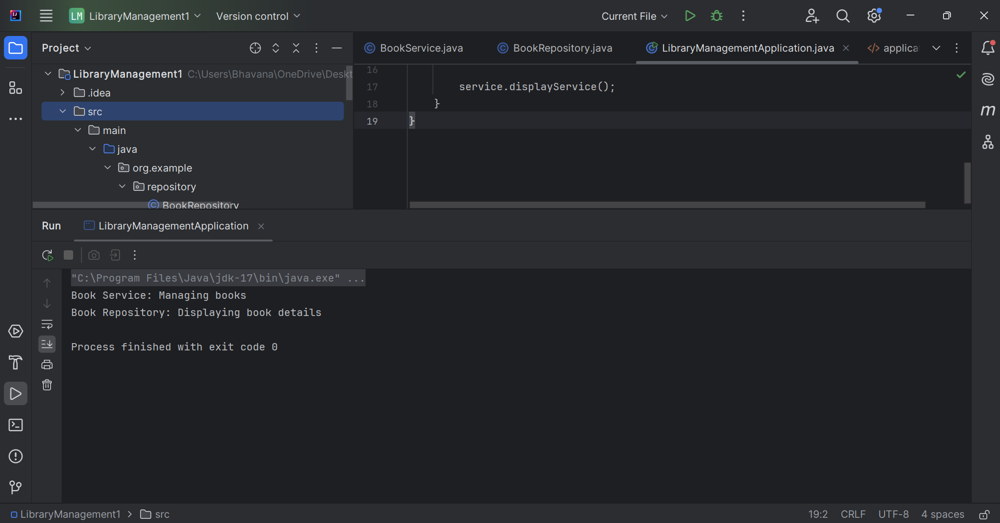 LM LibraryManagement1 Version control Current File
Project
BookService.java BookRepository.java LibraryManagementApplication.java applica
LibraryManagement1 C:\Users\Bhavana\OneDrive\Deskt
.idea
src
main
java
org.example
repository
BookRepository
16
17 service.displayService();
18 }
19 }
Run LibraryManagementApplication
"C:\Program Files\Java\jdk-17\bin\java.exe" ...
Book Service: Managing books
Book Repository: Displaying book details
Process finished with exit code 0
LibraryManagement1 > src 19:2 CRLF UTF-8 4 spaces